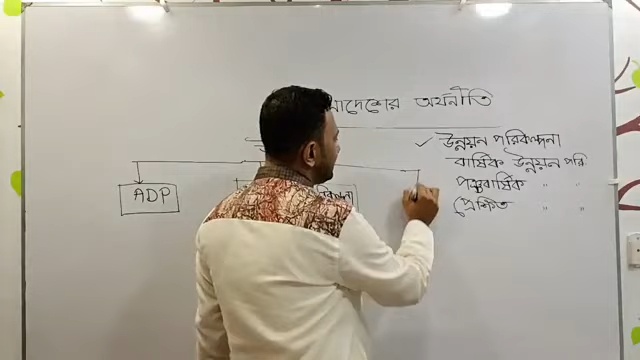 াদেশের অর্থনীতি
✓ উন্নয়ন পরিকল্পনা
বার্ষিক উন্নয়ন পরি
পঞ্চবার্ষিক " "
প্রেক্ষিত " "
ADP